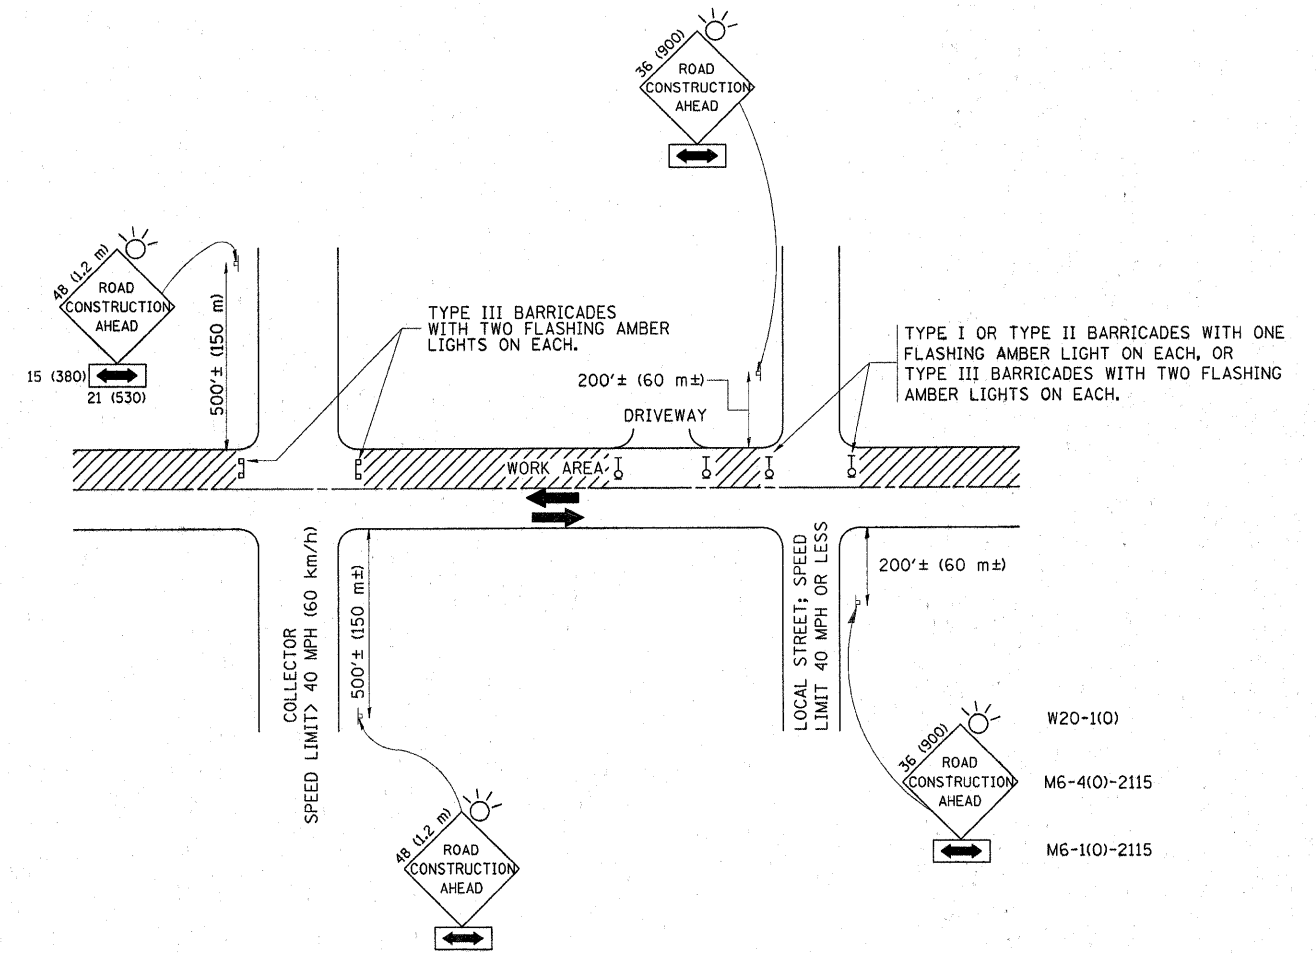 36 (900)
ROAD
CONSTRUCTION
AHEAD
48 (1.2 m)
ROAD
CONSTRUCTION
AHEAD
15 (380)
21 (530)
500'± (150 m)
TYPE III BARRICADES
WITH TWO FLASHING AMBER
LIGHTS ON EACH.
200'± (60 m±)
DRIVEWAY
TYPE I OR TYPE II BARRICADES WITH ONE
FLASHING AMBER LIGHT ON EACH, OR
TYPE III BARRICADES WITH TWO FLASHING
AMBER LIGHTS ON EACH.
WORK AREA
COLLECTOR
SPEED LIMIT> 40 MPH (60 km/h)
500'± (150 m±)
LOCAL STREET; SPEED
LIMIT 40 MPH OR LESS
200'± (60 m±)
48 (1.2 m)
ROAD
CONSTRUCTION
AHEAD
36 (900)
ROAD
CONSTRUCTION
AHEAD
W20-1(O)
M6-4(O)-2115
M6-1(O)-2115